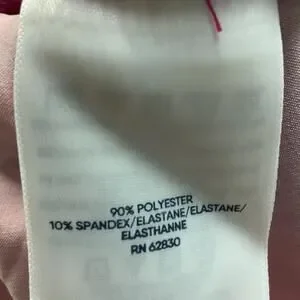 90% POLYESTER
10% SPANDEX/ELASTANE/ELASTANE/
ELASTHANNE
RN 62830